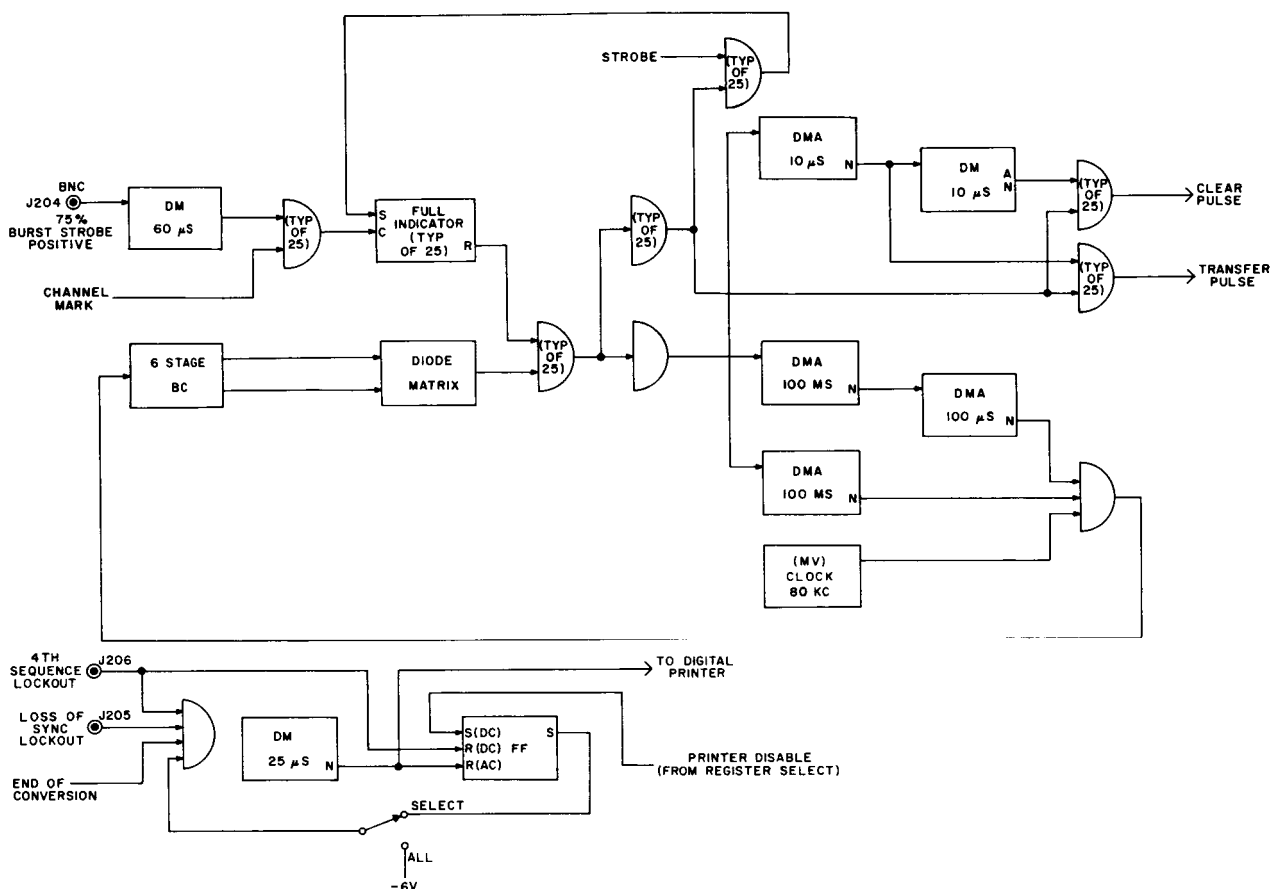 STROBE
(TYP
OF
25)
DMA
10 μS
N
DM
10 μS
A
N
(TYP
OF
25)
CLEAR
PULSE
BNC
J204
75%
BURST STROBE
POSITIVE
DM
60 μS
(TYP
OF
25)
S
C
FULL
INDICATOR
(TYP
OF 25)
R
(TYP
OF
25)
(TYP
OF
25)
TRANSFER
PULSE
CHANNEL
MARK
6 STAGE
BC
DIODE
MATRIX
(TYP
OF
25)
DMA
100 MS
N
DMA
100 μS
N
DMA
100 MS
N
(MV)
CLOCK
80 KC
4TH
SEQUENCE
LOCKOUT
J206
TO DIGITAL
PRINTER
LOSS OF
SYNC
LOCKOUT
J205
DM
25 μS
N
S(DC)
R(DC) FF
R(AC)
S
PRINTER DISABLE
(FROM REGISTER SELECT)
END OF
CONVERSION
SELECT
ALL
-6V